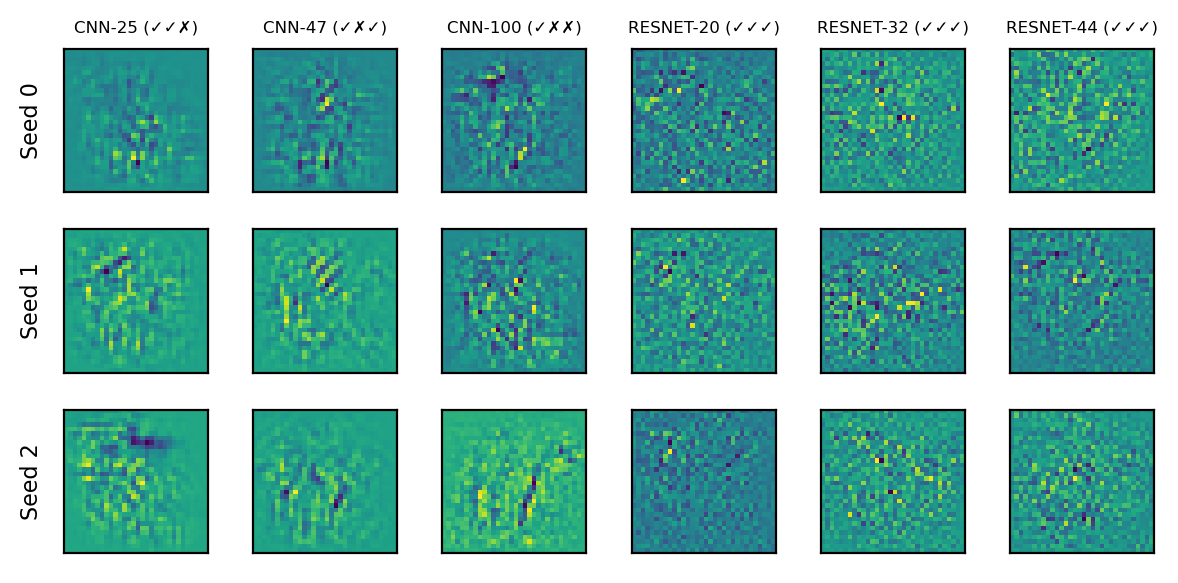 CNN-25 (✓✓✗)
CNN-47 (✓✗✓)
CNN-100 (✓✗✗)
RESNET-20 (✓✓✓)
RESNET-32 (✓✓✓)
RESNET-44 (✓✓✓)
Seed 0
Seed 1
Seed 2